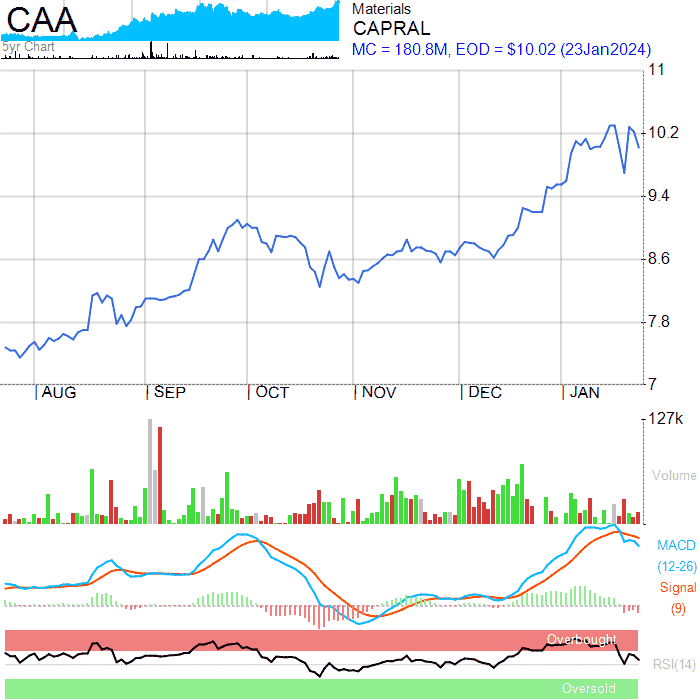 CAA
5yr Chart
Materials
CAPRAL
MC = 180.8M, EOD = $10.02 (23Jan2024)
11
10.2
9.4
8.6
7.8
7
AUG SEP OCT NOV DEC JAN
127k
Volume
MACD
(12-26)
Signal
(9)
Overbought
RSI(14)
Oversold